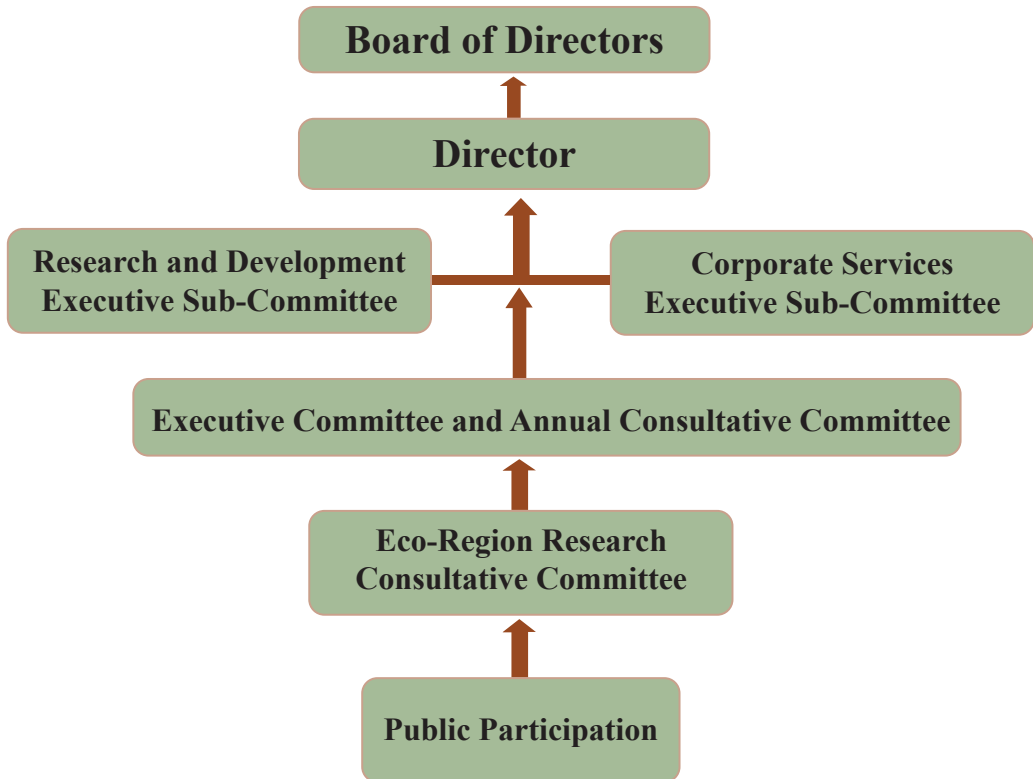 Board of Directors
Director
Research and Development
Executive Sub-Committee
Corporate Services
Executive Sub-Committee
Executive Committee and Annual Consultative Committee
Eco-Region Research
Consultative Committee
Public Participation